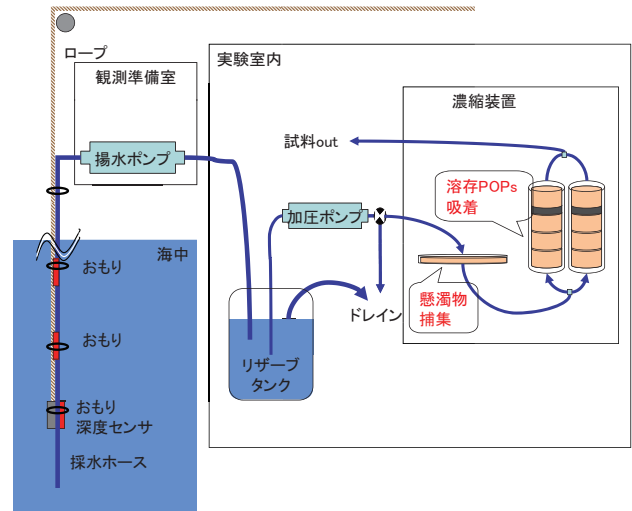 ロープ
観測準備室
揚水ポンプ
海中
おもり
おもり
おもり
深度センサ
採水ホース
実験室内
濃縮装置
試料out
溶存POPs
吸着
加圧ポンプ
懸濁物
捕集
ドレイン
リザーブ
タンク